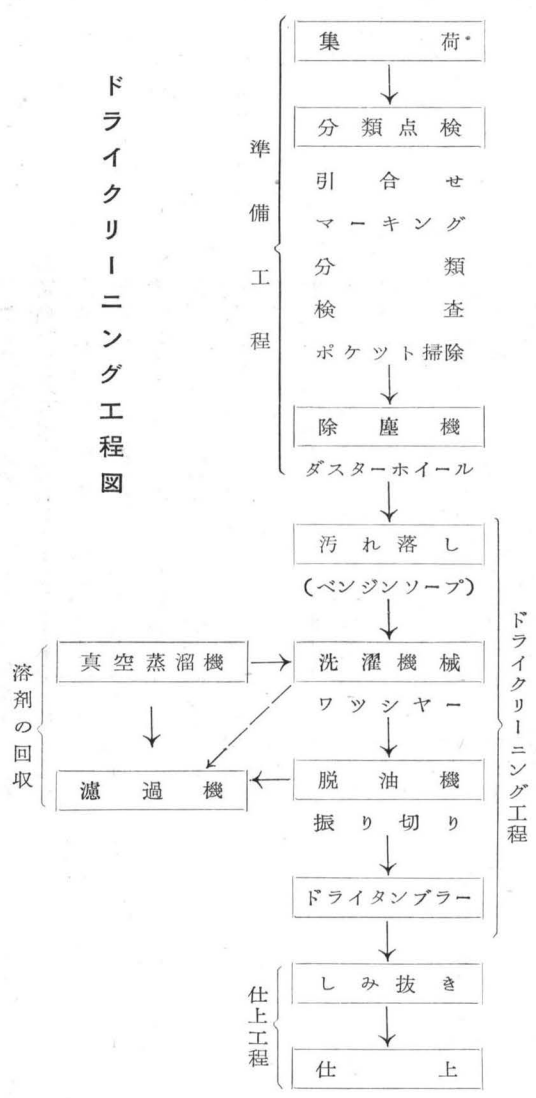 ドライクリーニング工程図
準備工程
集荷
分類点検
引合せ
マーキング
分類
検査
ポケット掃除
除塵機
ダスターホイール
ドライクリーニング工程
汚れ落し
(ベンジンソープ)
洗濯機械
ワツシヤー
脱油機
振り切り
ドライタンブラー
溶剤の回収
真空蒸溜機
濾過機
仕上工程
しみ抜き
仕上